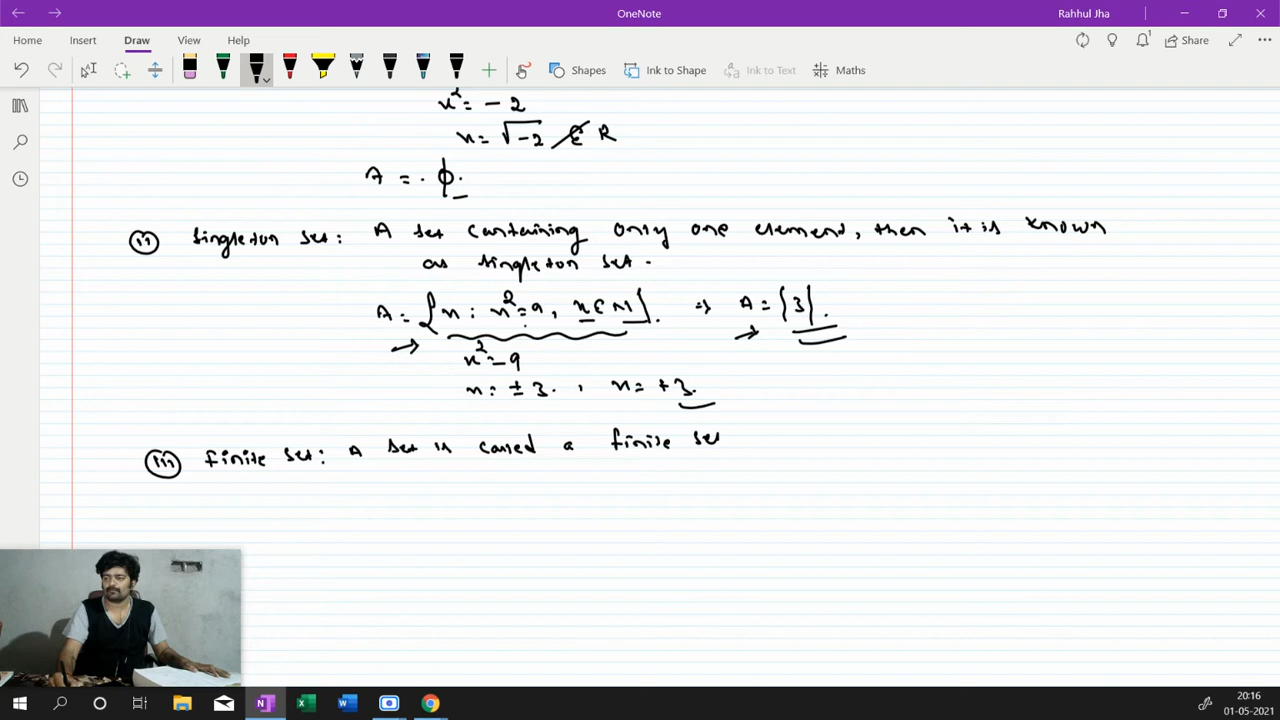 OneNote
Rahhul Jha
Home Insert Draw View Help
Share
Shapes Ink to Shape Ink to Text Maths
x² = - 2
x = √-2 ∉ R
A = . ϕ.
(ii) Singleton set: A set containing only one element, then it is known
as singleton set.
A = {x : x² = 9, x ∈ N}. ⇒ A = {3}.
x² = 9
x = ± 3. , x = + 3.
(iii) Finite set: A set is called a finite set
20:16
01-05-2021